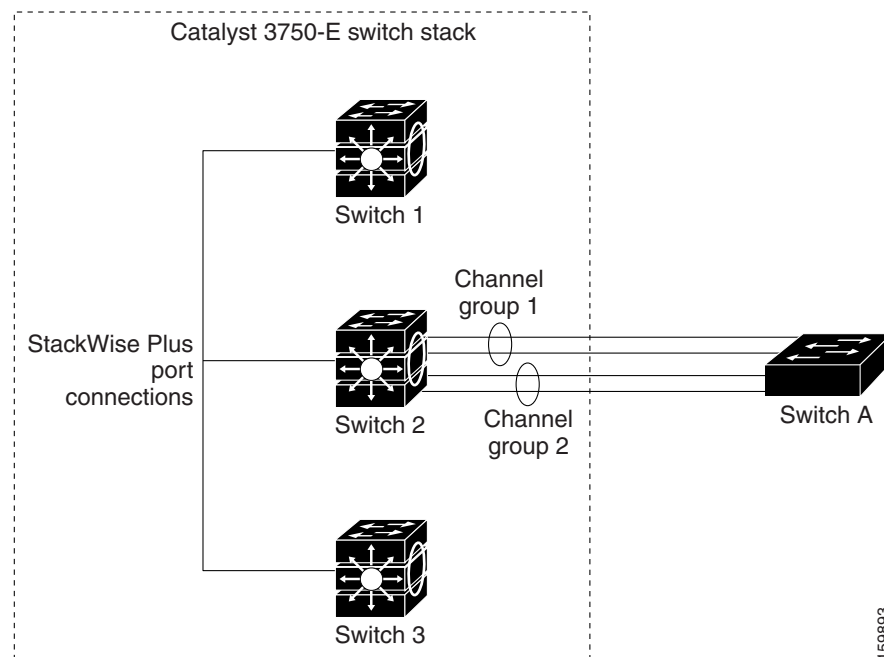 Catalyst 3750-E switch stack
Switch 1
Channel
group 1
StackWise Plus
port
connections
Switch 2
Channel
group 2
Switch A
Switch 3
159893